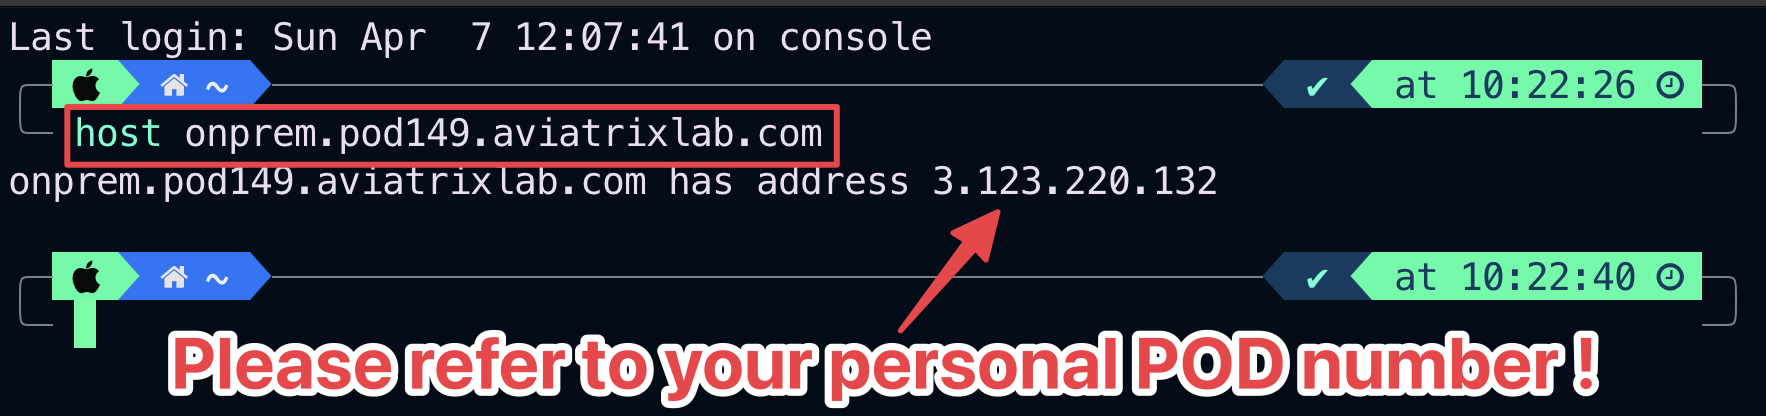 Last login: Sun Apr  7 12:07:41 on console
~ ✔ at 10:22:26
host onprem.pod149.aviatrixlab.com
onprem.pod149.aviatrixlab.com has address 3.123.220.132
~ ✔ at 10:22:40
Please refer to your personal POD number !